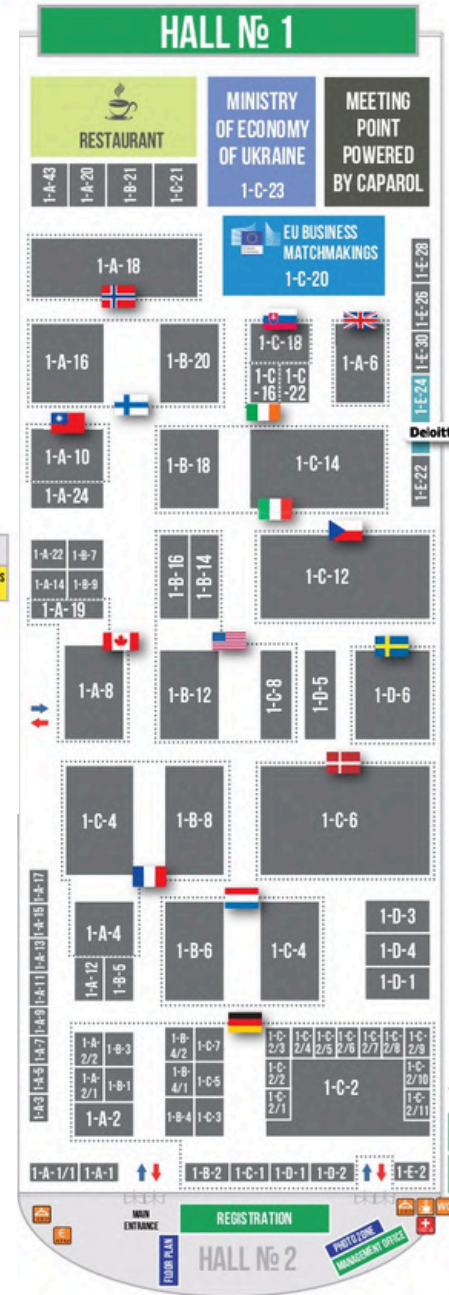 HALL № 1
RESTAURANT
MINISTRY
OF ECONOMY
OF UKRAINE
1-C-23
MEETING
POINT
POWERED
BY CAPAROL
1-A-43
1-A-20
1-B-21
1-C-21
EU BUSINESS
MATCHMAKINGS
1-C-20
1-E-28
1-E-26
1-E-30
1-E-24
Deloitt
1-E-22
1-A-18
1-A-16
1-B-20
1-C-18
1-C
-16
1-C
-22
1-A-6
1-A-10
1-A-24
1-B-18
1-C-14
1-A-22
1-B-7
1-A-14
1-B-9
1-A-19
1-B-16
1-B-14
1-C-12
1-A-8
1-B-12
1-C-8
1-D-5
1-D-6
1-C-4
1-B-8
1-C-6
1-A-17
1-A-15
1-A-13
1-A-11
1-A-9
1-A-7
1-A-5
1-A-3
1-A-4
1-A-12
1-B-5
1-B-6
1-C-4
1-D-3
1-D-4
1-D-1
1-A-
2/2
1-B-3
1-A-
2/1
1-B-1
1-A-2
1-B-
4/2
1-C-7
1-B-
4/1
1-C-5
1-B-4
1-C-3
1-C-
2/3
1-C-
2/4
1-C-
2/5
1-C-
2/6
1-C-
2/7
1-C-
2/8
1-C-
2/9
1-C-
2/2
1-C-
2/1
1-C-2
1-C-
2/10
1-C-
2/11
1-A-1/1
1-A-1
1-B-2
1-C-1
1-D-1
1-D-2
1-E-2
MAIN
ENTRANCE
REGISTRATION
FLOOR PLAN
HALL № 2
PHOTO ZONE
MANAGEMENT OFFICE